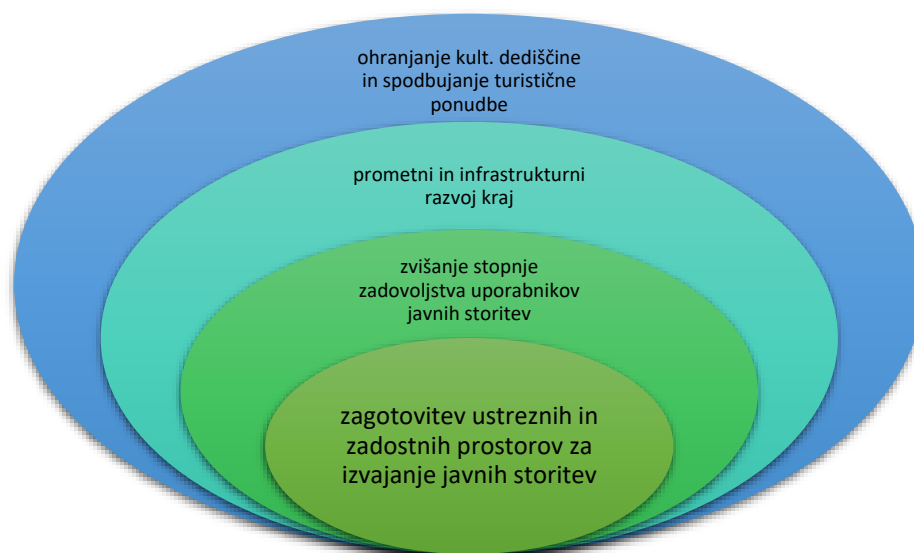 ohranjanje kult. dediščine
in spodbujanje turistične
ponudbe
prometni in infrastrukturni
razvoj kraj
zvišanje stopnje
zadovoljstva uporabnikov
javnih storitev
zagotovitev ustreznih in
zadostnih prostorov za
izvajanje javnih storitev